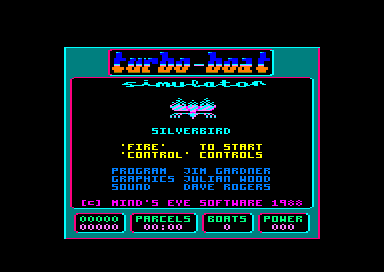 turbo-boat
simulator
SILVERBIRD
'FIRE' TO START
'CONTROL' CONTROLS
PROGRAM JIM GARDNER
GRAPHICS JULIAN WOOD
SOUND DAVE ROGERS
[c] MIND'S EYE SOFTWARE 1988
00000 PARCELS BOATS POWER
00000 00:00 0 000